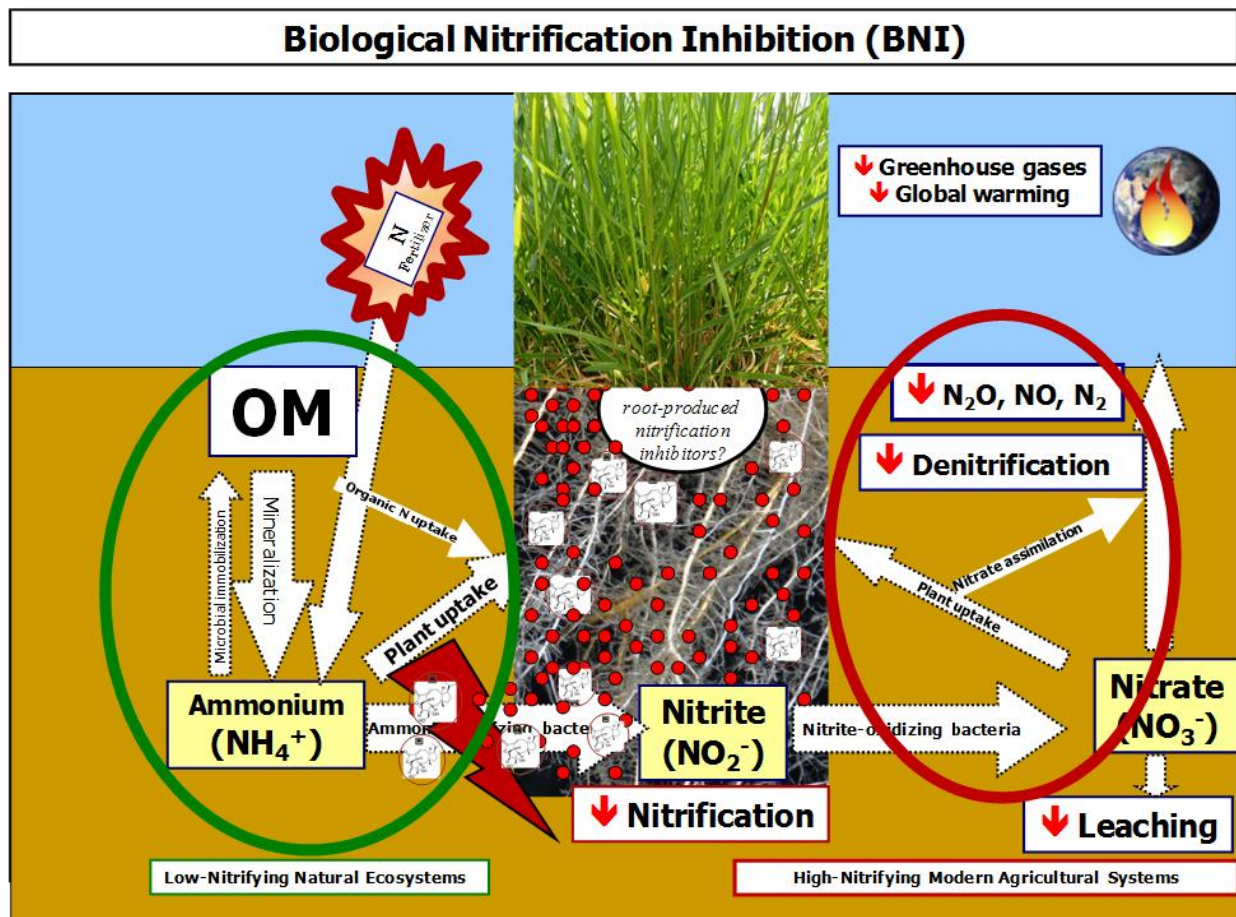 Biological Nitrification Inhibition (BNI)
N
Fertilizer
Greenhouse gases
Global warming
OM
root-produced
nitrification
inhibitors?
N₂O, NO, N₂
Denitrification
Organic N uptake
Microbial immobilization
Mineralization
Nitrate assimilation
Plant uptake
Plant uptake
Ammonium
(NH₄⁺)
Nitrite
(NO₂⁻)
Nitrite-oxidizing bacteria
Nitrate
(NO₃⁻)
Nitrification
Leaching
Low-Nitrifying Natural Ecosystems
High-Nitrifying Modern Agricultural Systems